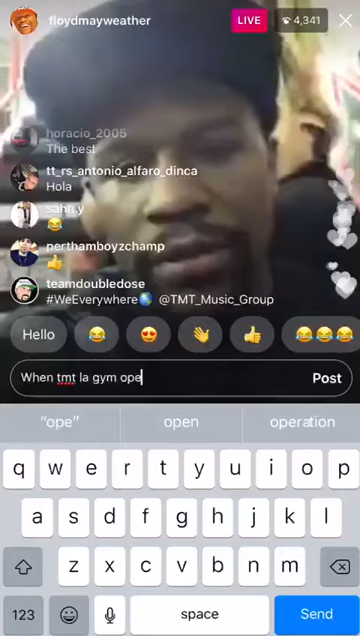 floydmayweather LIVE 4,341
horacio_2005
The best
tt_rs_antonio_alfaro_dinca
Hola
sahn.y
😂
perthamboyzchamp
👍
teamdoubledose
#WeEverywhere🌎 @TMT_Music_Group
Hello 😂 😍 👋 👍 😂😂😂
When tmt la gym ope Post
“ope” open operation
q w e r t y u i o p
a s d f g h j k l
z x c v b n m
123 space Send